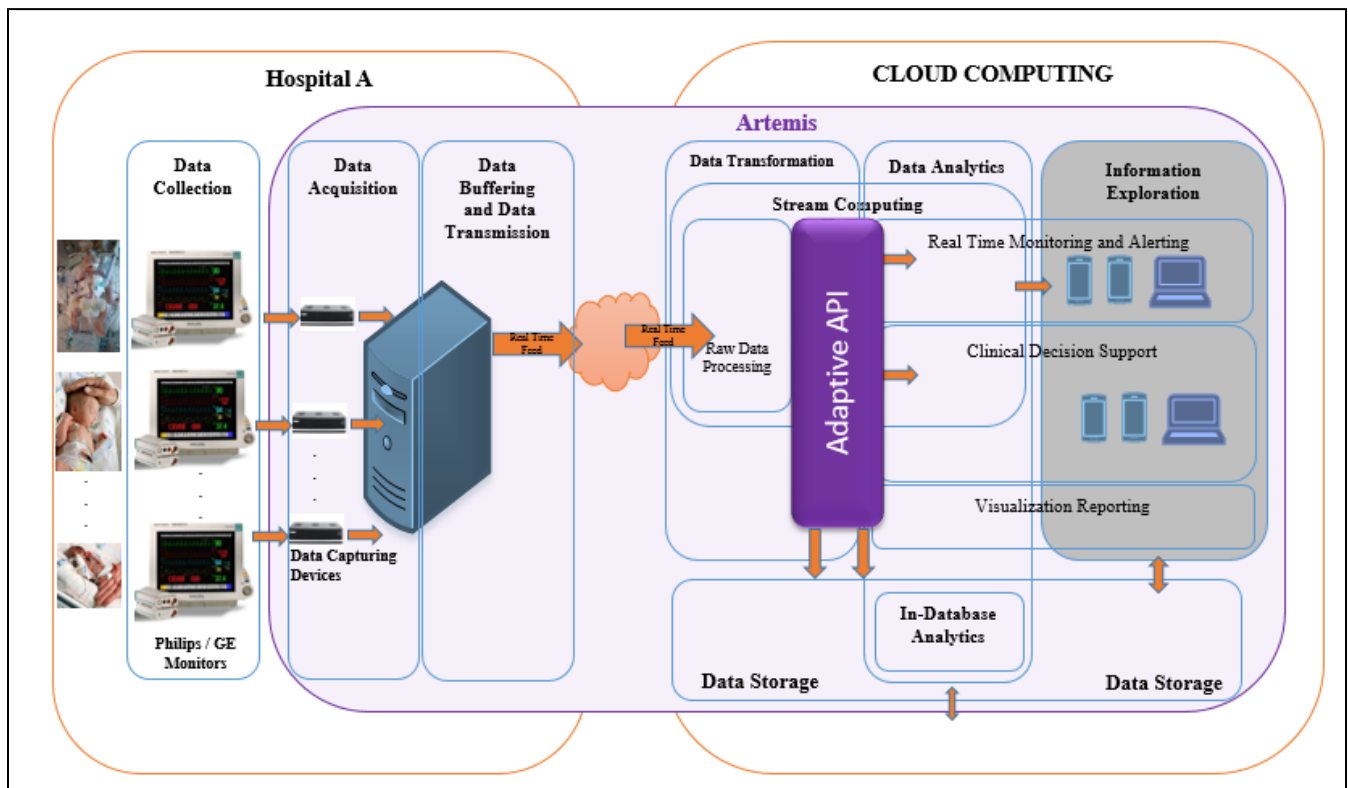 Hospital A
CLOUD COMPUTING
Artemis
Data
Collection
Data
Acquisition
Data
Buffering
and Data
Transmission
Data Transformation
Data Analytics
Information
Exploration
Stream Computing
Real Time Monitoring and Alerting
Real Time
Feed
Real Time
Feed
Raw Data
Processing
Adaptive API
Clinical Decision Support
Visualization Reporting
Data Capturing
Devices
Philips / GE
Monitors
In-Database
Analytics
Data Storage
Data Storage